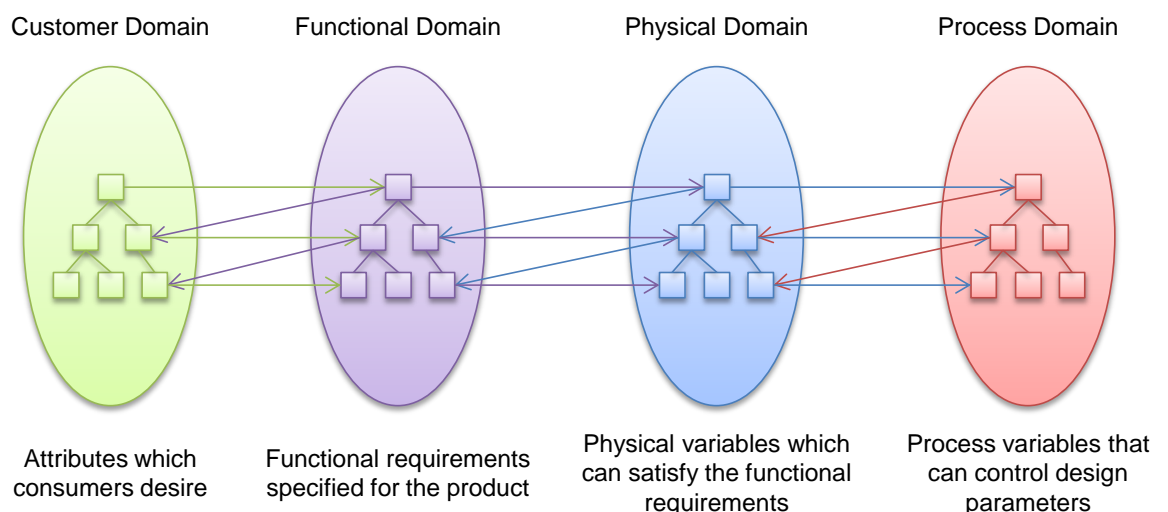 Customer Domain
Functional Domain
Physical Domain
Process Domain
Attributes which
consumers desire
Functional requirements
specified for the product
Physical variables which
can satisfy the functional
requirements
Process variables that
can control design
parameters